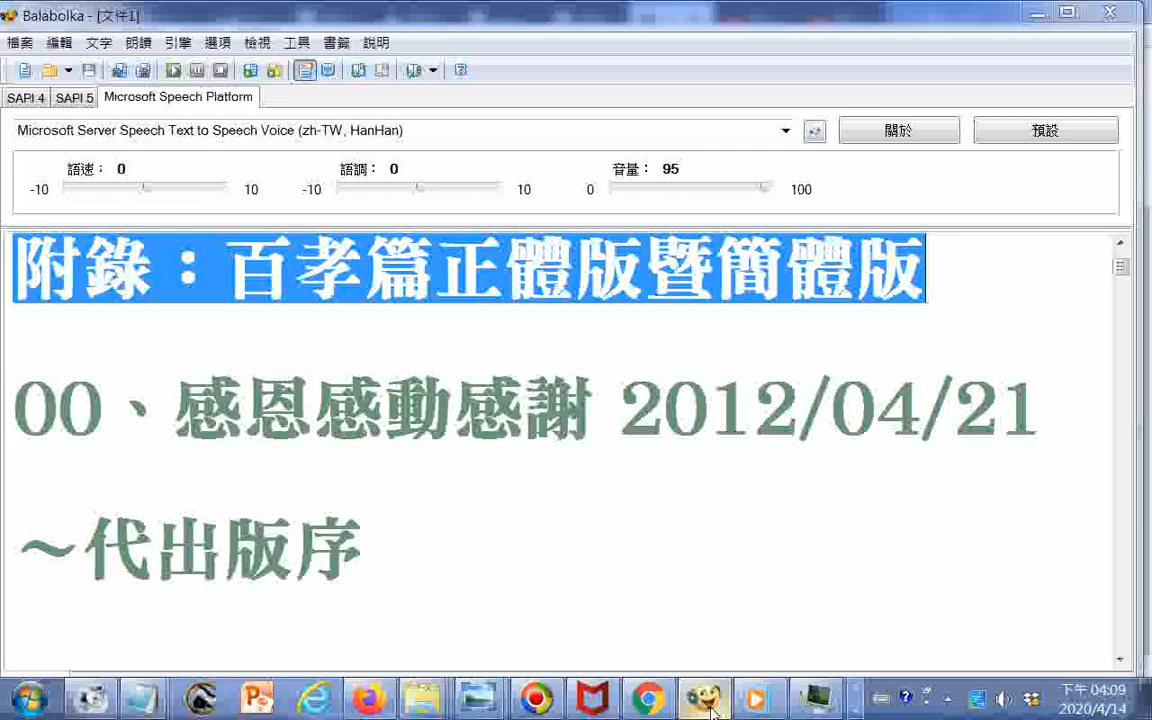 Balabolka - [文件1]
檔案 編輯 文字 朗讀 引擎 選項 檢視 工具 書籤 說明
SAPI 4 SAPI 5 Microsoft Speech Platform
Microsoft Server Speech Text to Speech Voice (zh-TW, HanHan) 關於 預設
語速： 0 語調： 0 音量： 95
-10 10 -10 10 0 100
附錄：百孝篇正體版暨簡體版
00、感恩感動感謝 2012/04/21
～代出版序
下午 04:09
2020/4/14